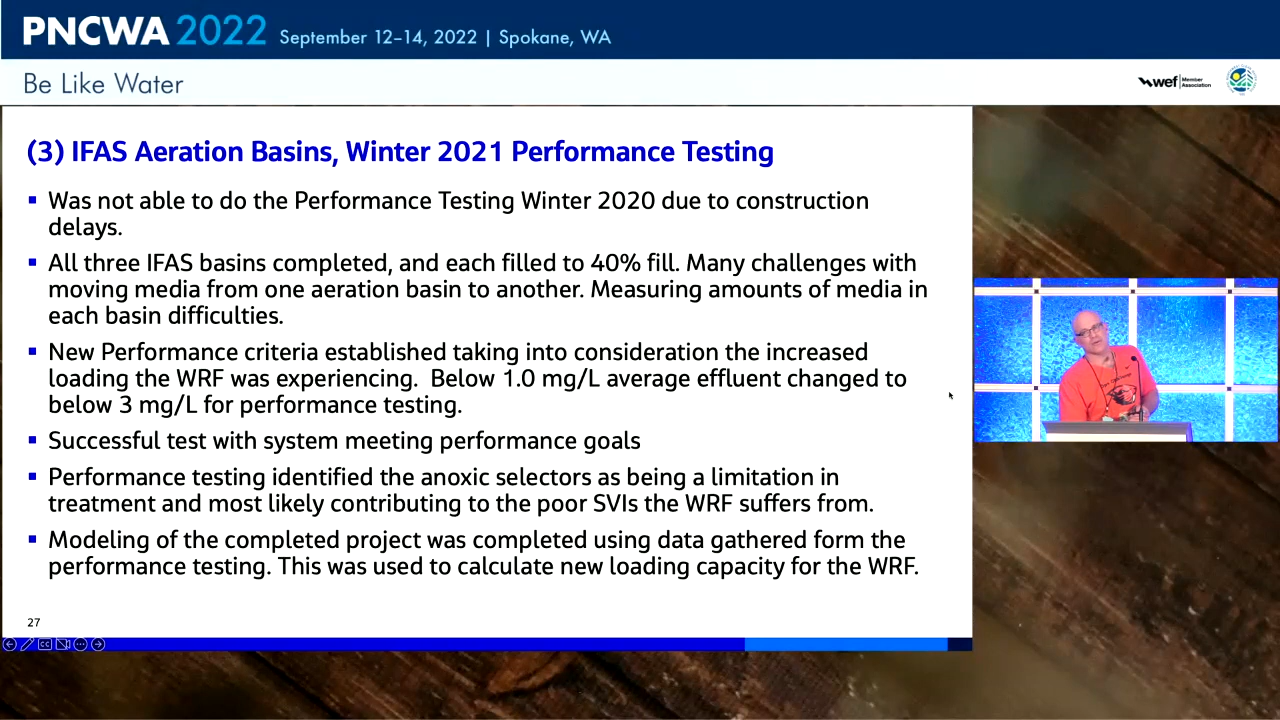 PNCWA 2022 September 12–14, 2022 | Spokane, WA
Be Like Water
wef Member Association
(3) IFAS Aeration Basins, Winter 2021 Performance Testing
▪ Was not able to do the Performance Testing Winter 2020 due to construction
delays.
▪ All three IFAS basins completed, and each filled to 40% fill. Many challenges with
moving media from one aeration basin to another. Measuring amounts of media in
each basin difficulties.
▪ New Performance criteria established taking into consideration the increased
loading the WRF was experiencing.  Below 1.0 mg/L average effluent changed to
below 3 mg/L for performance testing.
▪ Successful test with system meeting performance goals
▪ Performance testing identified the anoxic selectors as being a limitation in
treatment and most likely contributing to the poor SVIs the WRF suffers from.
▪ Modeling of the completed project was completed using data gathered form the
performance testing. This was used to calculate new loading capacity for the WRF.
27